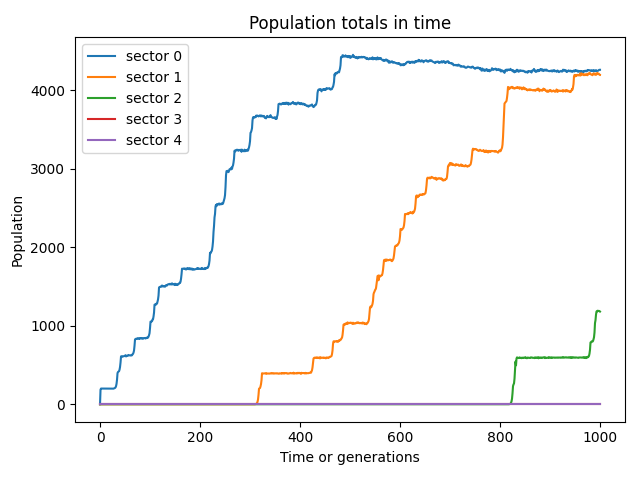 Population totals in time
sector 0
sector 1
sector 2
sector 3
sector 4
Population
4000
3000
2000
1000
0
0 200 400 600 800 1000
Time or generations